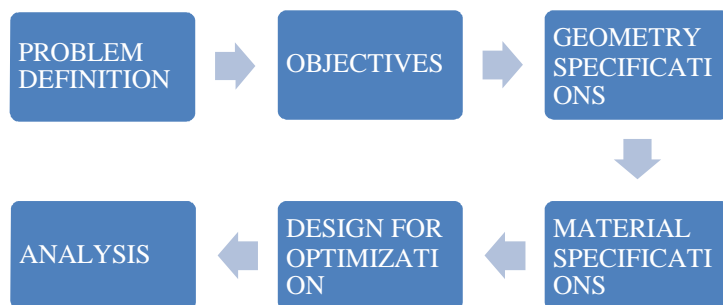 PROBLEM
DEFINITION
OBJECTIVES
GEOMETRY
SPECIFICATI
ONS
MATERIAL
SPECIFICATI
ONS
DESIGN FOR
OPTIMIZATI
ON
ANALYSIS